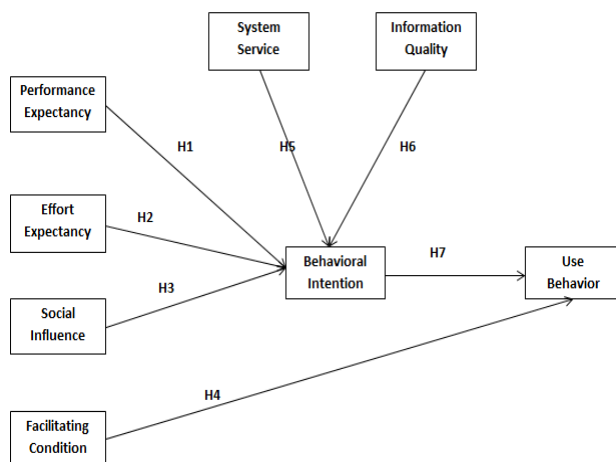 System
Service
Information
Quality
Performance
Expectancy
H1
H5
H6
Effort
Expectancy
H2
Behavioral
Intention
H7
Use
Behavior
H3
Social
Influence
H4
Facilitating
Condition